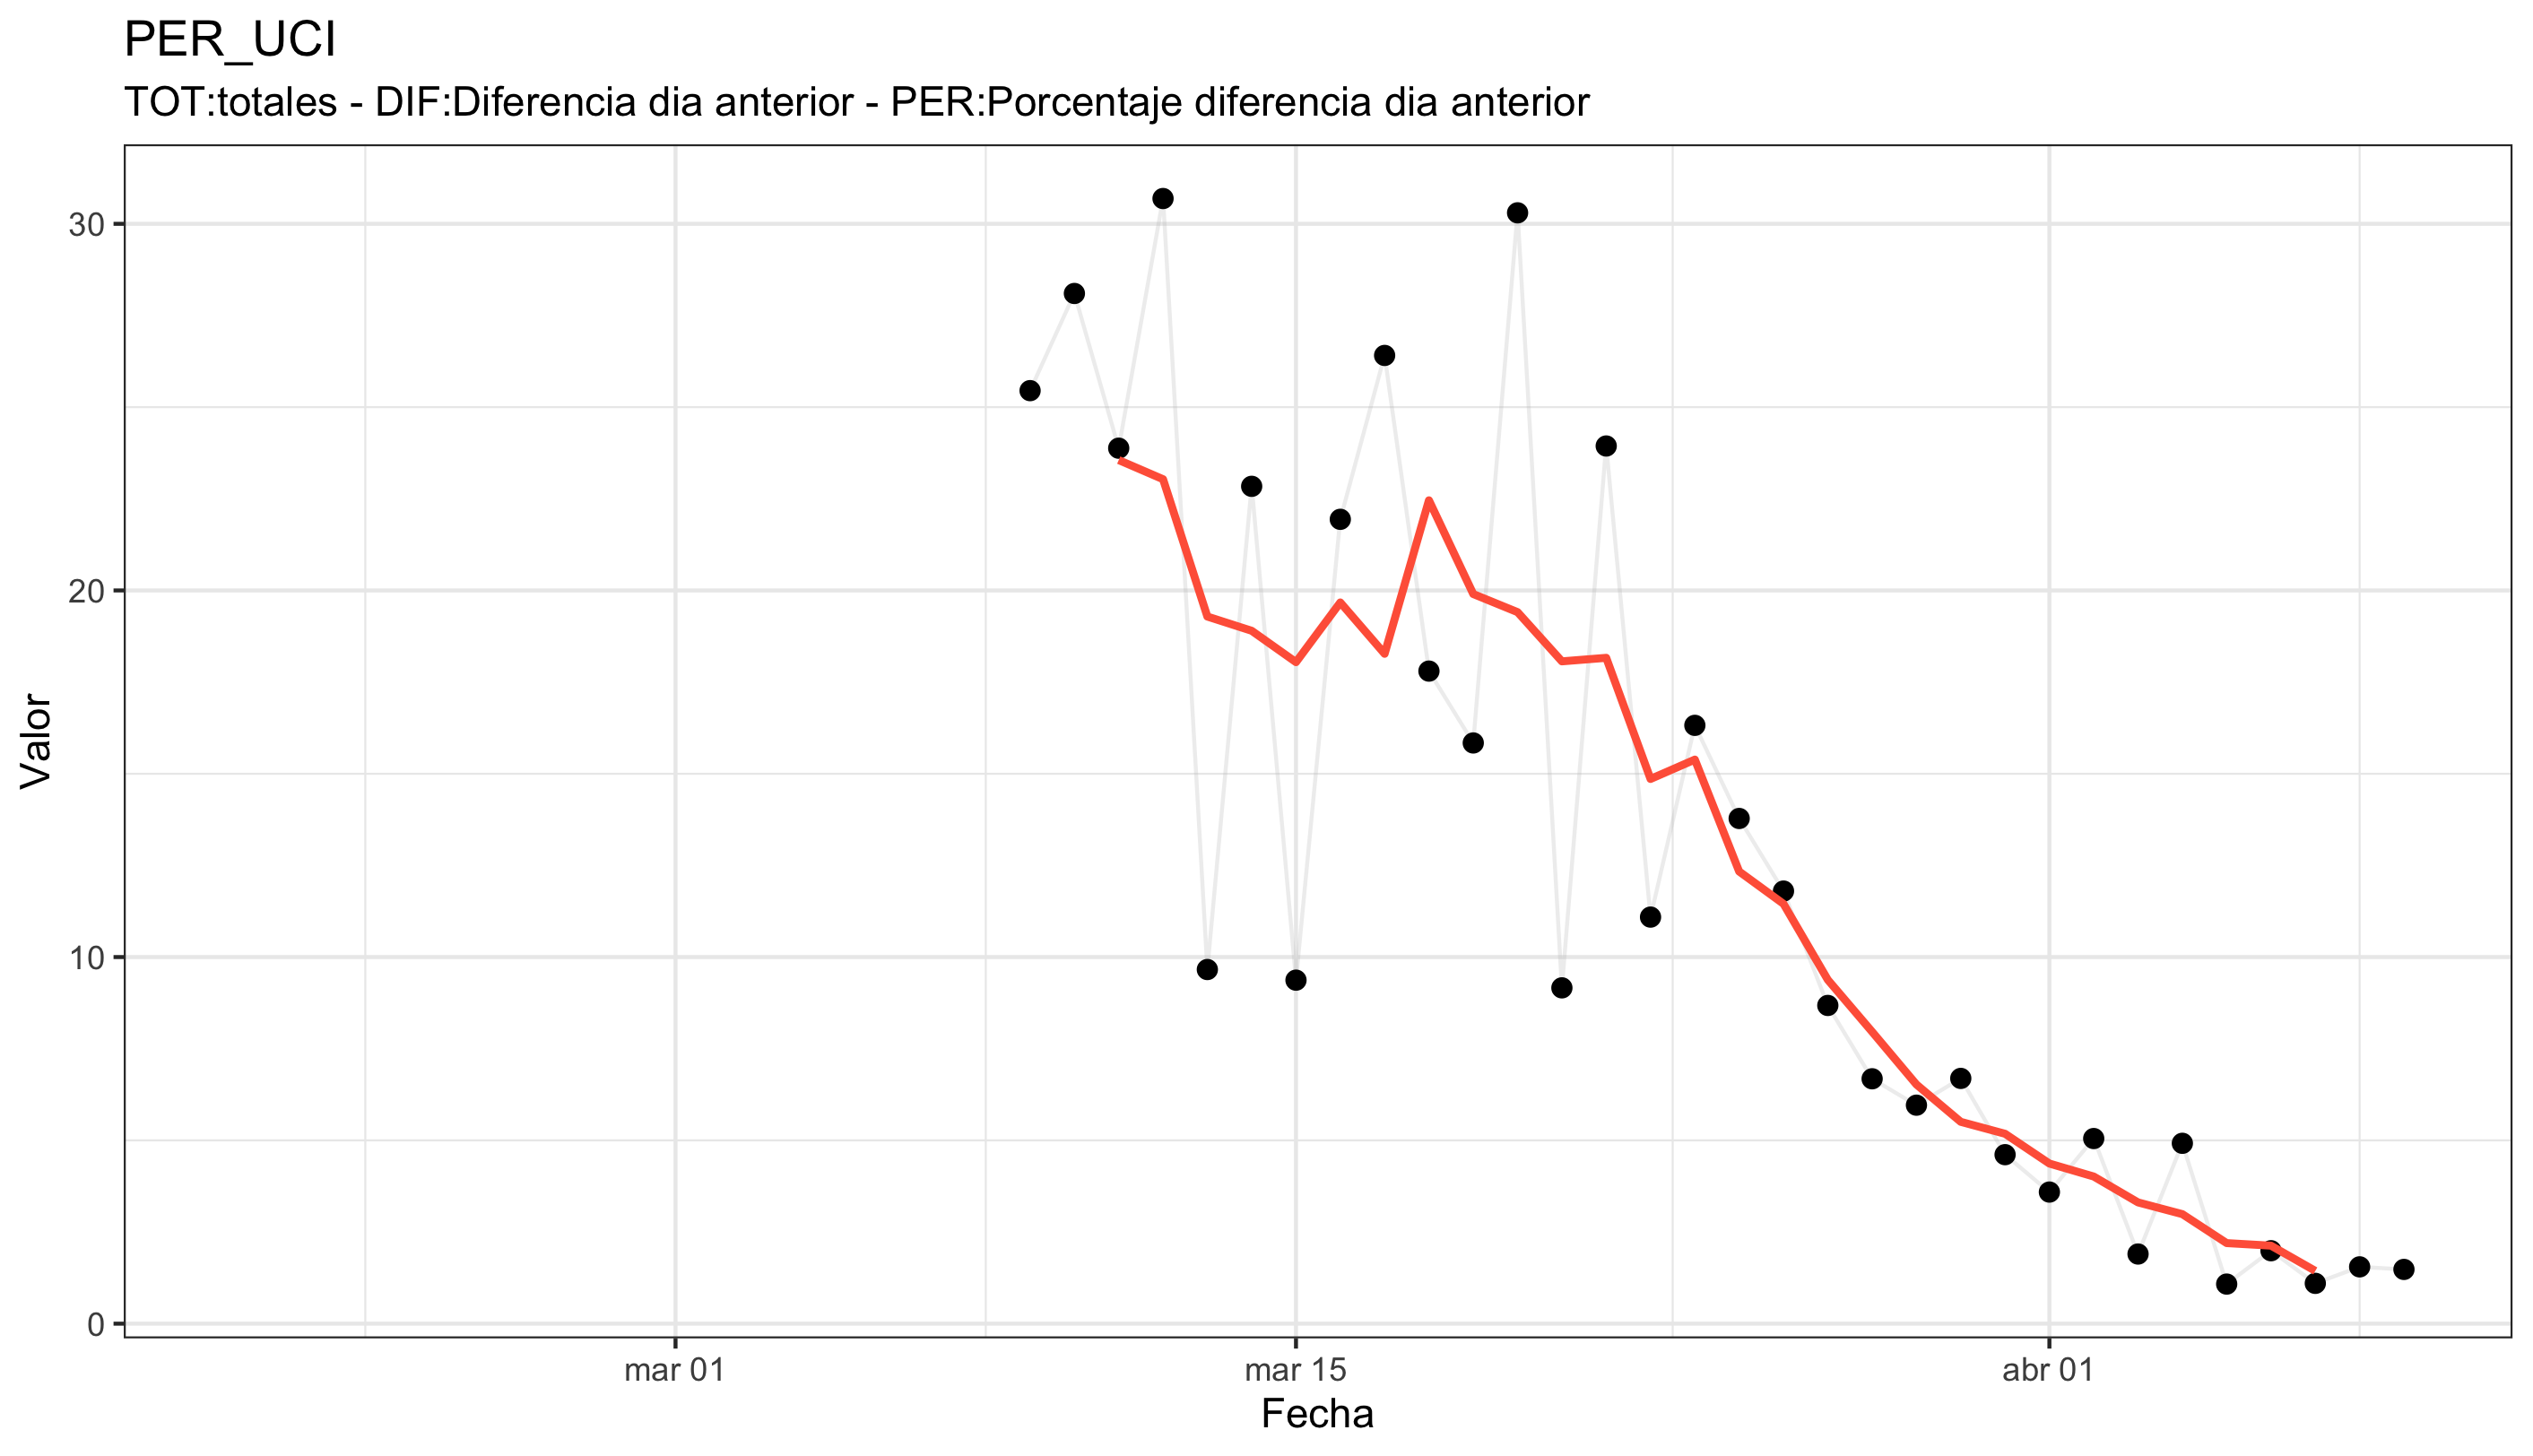 PER_UCI
TOT:totales - DIF:Diferencia dia anterior - PER:Porcentaje diferencia dia anterior
30
20
10
0
Valor
mar 01
mar 15
abr 01
Fecha